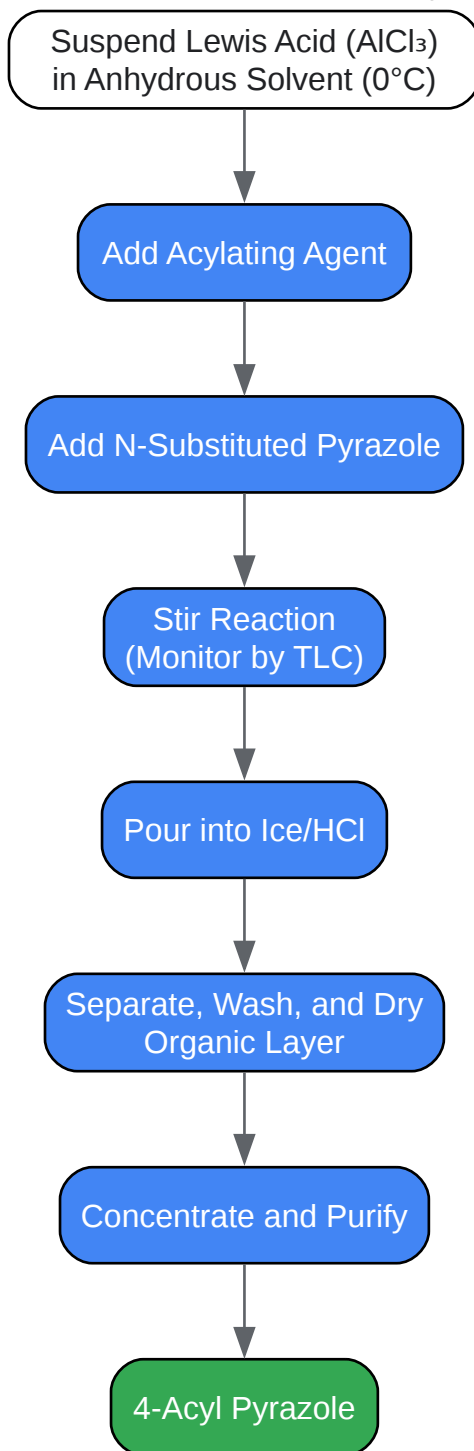 Suspend Lewis Acid (AlCl₃)
in Anhydrous Solvent (0°C)
Add Acylating Agent
Add N-Substituted Pyrazole
Stir Reaction
(Monitor by TLC)
Pour into Ice/HCl
Separate, Wash, and Dry
Organic Layer
Concentrate and Purify
4-Acyl Pyrazole